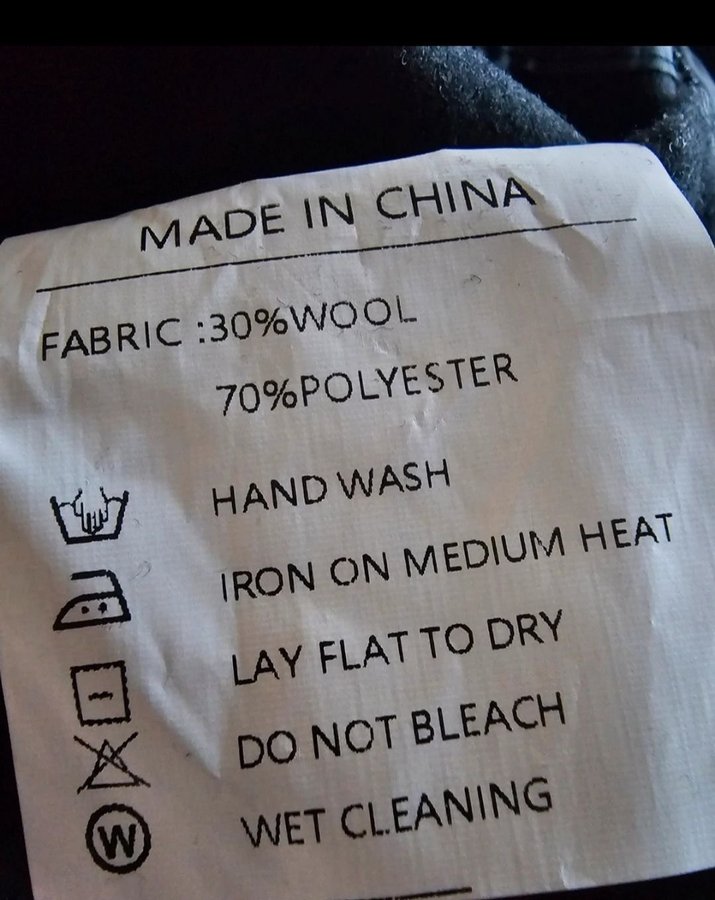 MADE IN CHINA
FABRIC :30%WOOL
70%POLYESTER
HAND WASH
IRON ON MEDIUM HEAT
LAY FLAT TO DRY
DO NOT BLEACH
W WET CLEANING